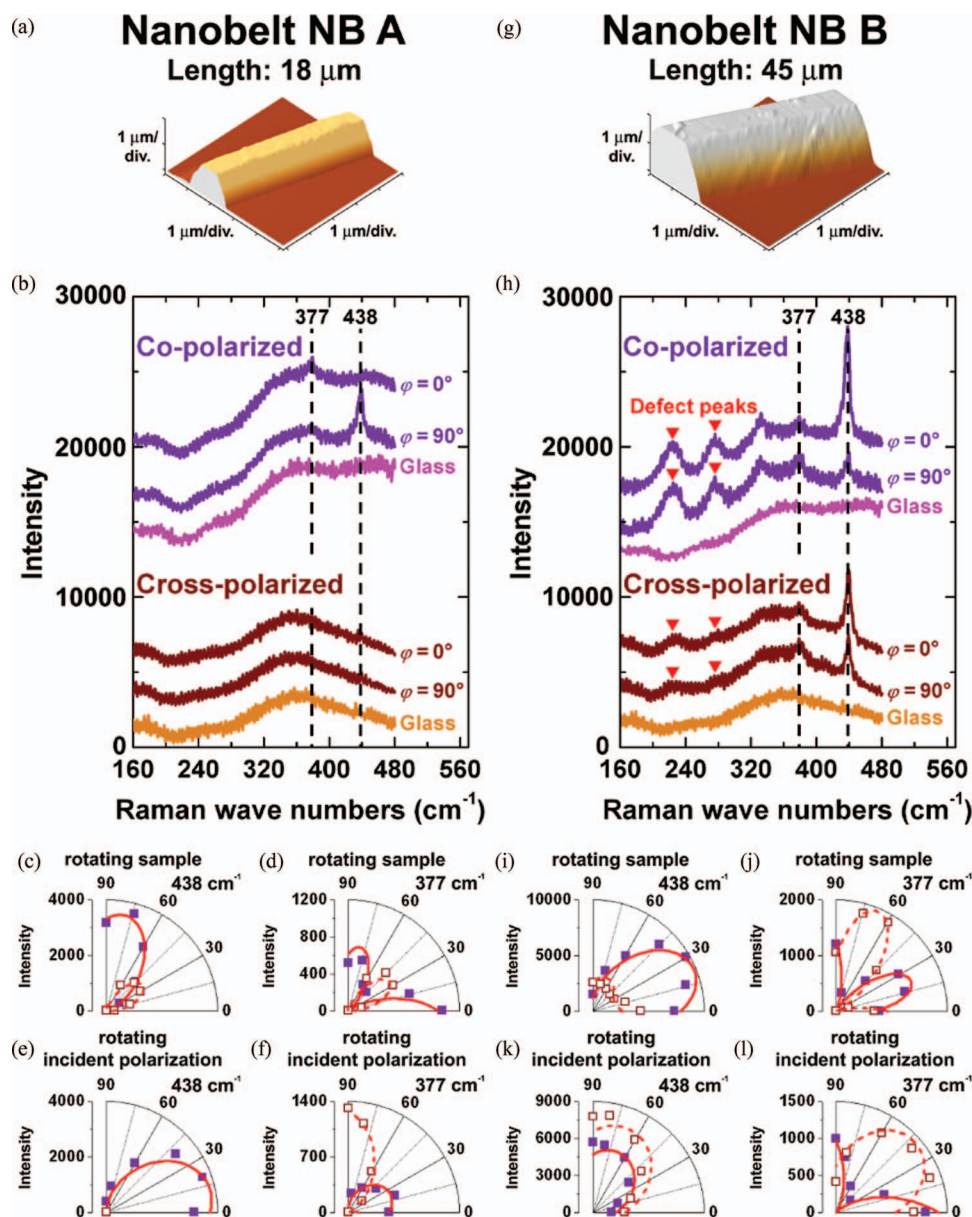 (a)
Nanobelt NB A
Length: 18 μm
1 μm/
div.
1 μm/div.
1 μm/div.
(g)
Nanobelt NB B
Length: 45 μm
1 μm/
div.
1 μm/div.
1 μm/div.
(b)
30000
20000
10000
0
Intensity
377 438
Co-polarized
φ = 0°
φ = 90°
Glass
Cross-polarized
φ = 0°
φ = 90°
Glass
160 240 320 400 480 560
Raman wave numbers (cm⁻¹)
(h)
30000
20000
10000
0
Intensity
377 438
Co-polarized
Defect peaks
φ = 0°
φ = 90°
Glass
Cross-polarized
φ = 0°
φ = 90°
Glass
160 240 320 400 480 560
Raman wave numbers (cm⁻¹)
(c)
rotating sample
90 438 cm⁻¹
4000 60
2000 30
0 0
Intensity
(d)
rotating sample
90 377 cm⁻¹
1200 60
800
400 30
0 0
Intensity
(i)
rotating sample
90 438 cm⁻¹
10000 60
5000 30
0 0
Intensity
(j)
rotating sample
90 377 cm⁻¹
2000 60
1000 30
0 0
Intensity
(e)
rotating
incident polarization
90 438 cm⁻¹
4000 60
2000 30
0 0
Intensity
(f)
rotating
incident polarization
90 377 cm⁻¹
1400 60
700 30
0 0
Intensity
(k)
rotating
incident polarization
90 438 cm⁻¹
9000 60
6000
3000 30
0 0
Intensity
(l)
rotating
incident polarization
90 377 cm⁻¹
1500 60
1000
500 30
0 0
Intensity